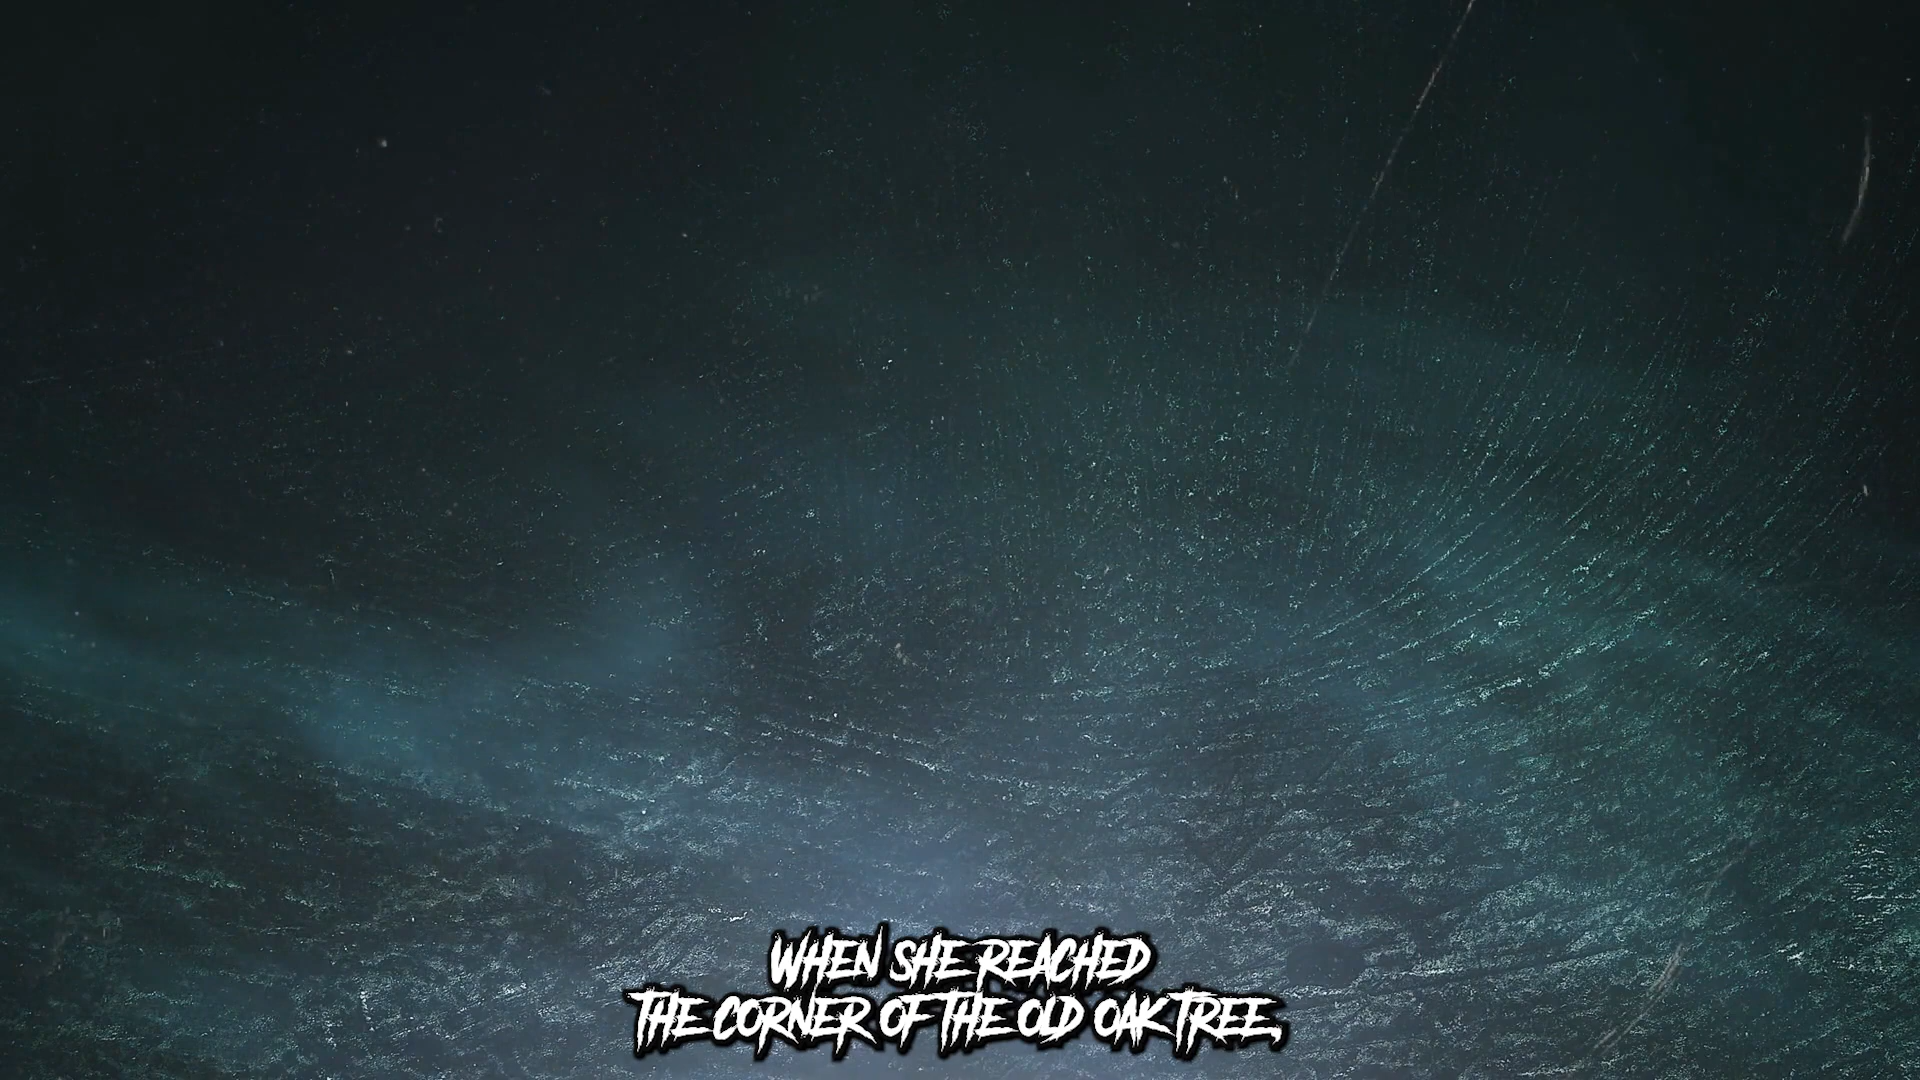 WHEN SHE REACHED
THE CORNER OF THE OLD OAK TREE,